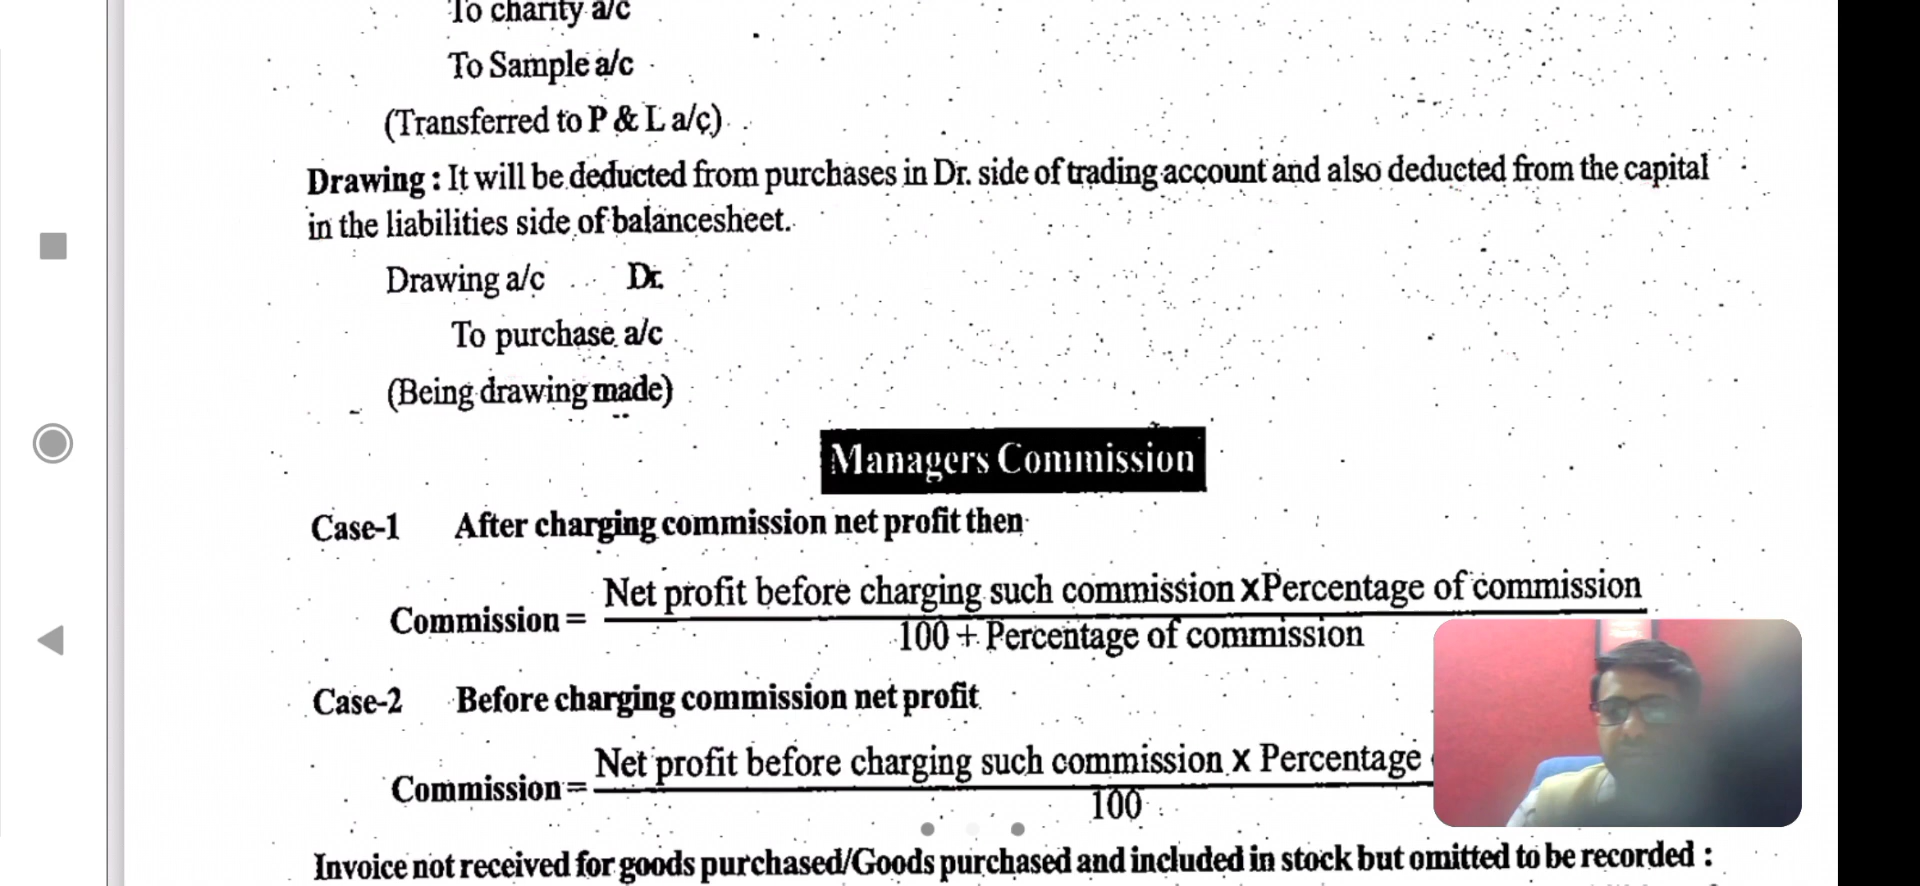 To charity a/c
To Sample a/c
(Transferred to P & L a/c)
Drawing : It will be deducted from purchases in Dr. side of trading account and also deducted from the capital
in the liabilities side of balancesheet.
Drawing a/c Dr.
To purchase a/c
(Being drawing made)
Managers Commission
Case-1 After charging commission net profit then
Commission = Net profit before charging such commission x Percentage of commission
100 + Percentage of commission
Case-2 Before charging commission net profit
Commission = Net profit before charging such commission x Percentage
100
Invoice not received for goods purchased/Goods purchased and included in stock but omitted to be recorded :